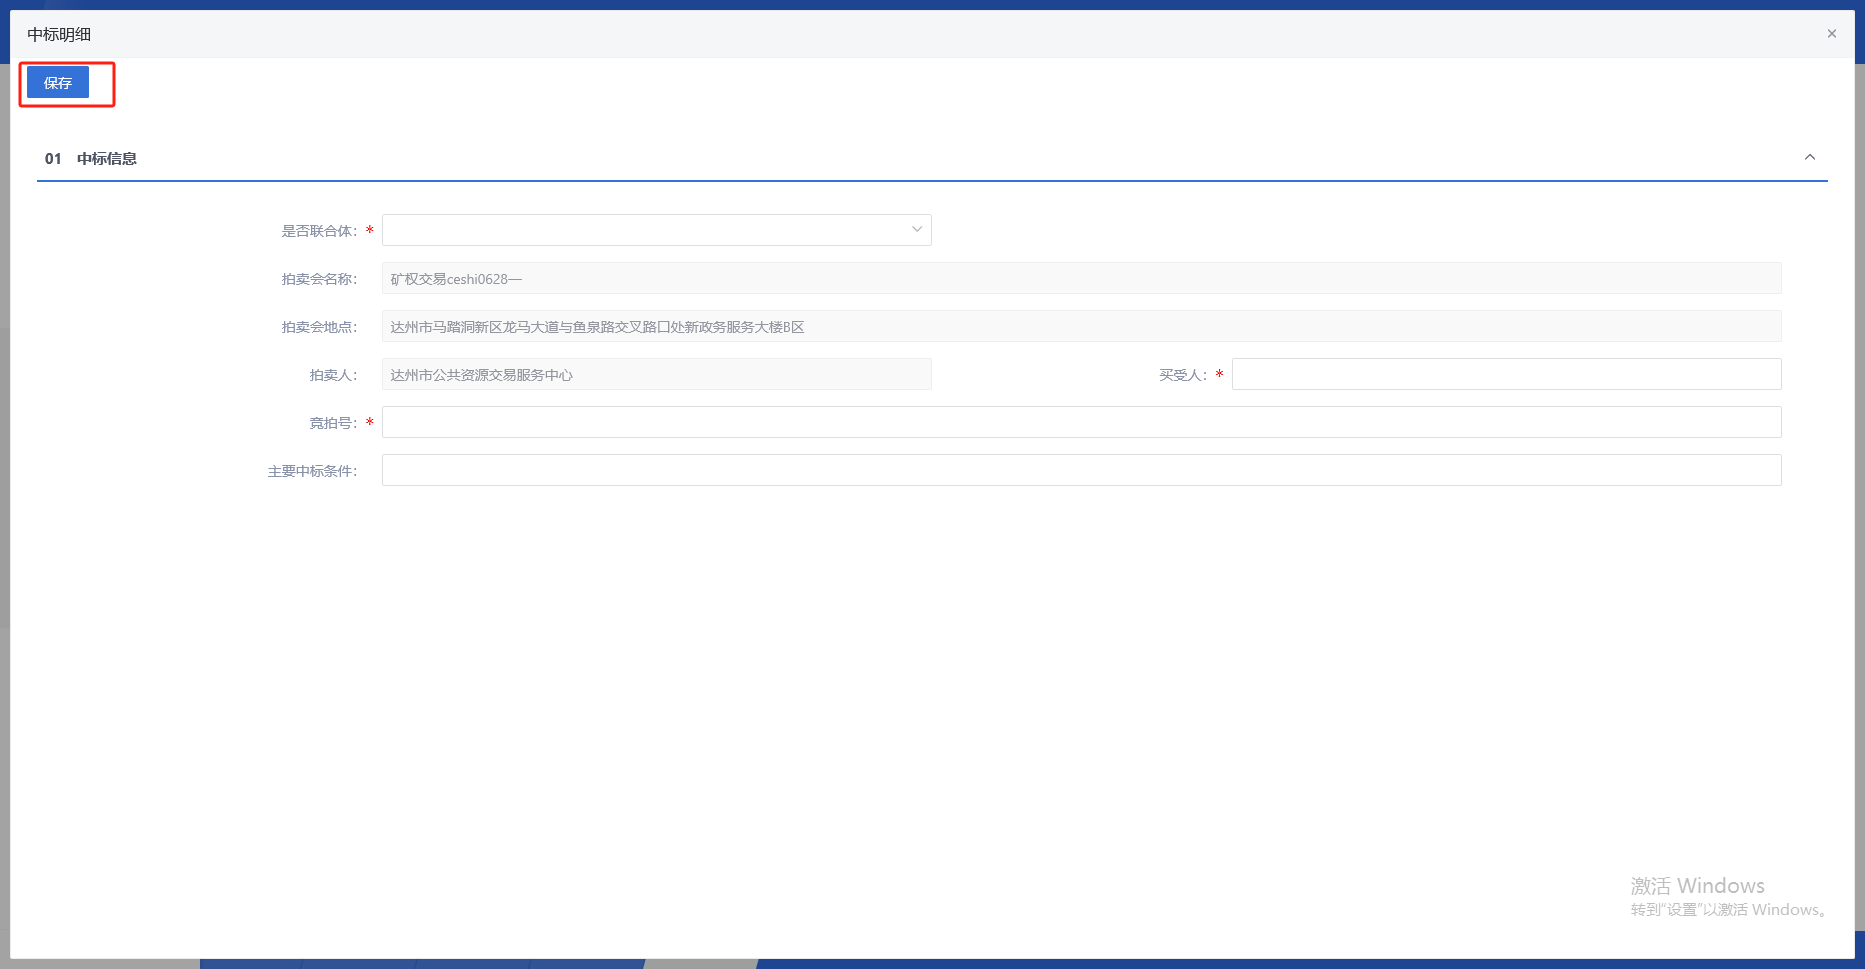 中标明细
保存
01 中标信息
是否联合体： *
拍卖会名称： 矿权交易ceshi0628一
拍卖会地点： 达州市马踏洞新区龙马大道与鱼泉路交叉路口处新政务服务大楼B区
拍卖人： 达州市公共资源交易服务中心 买受人： *
竞拍号： *
主要中标条件：
激活 Windows
转到"设置"以激活 Windows。